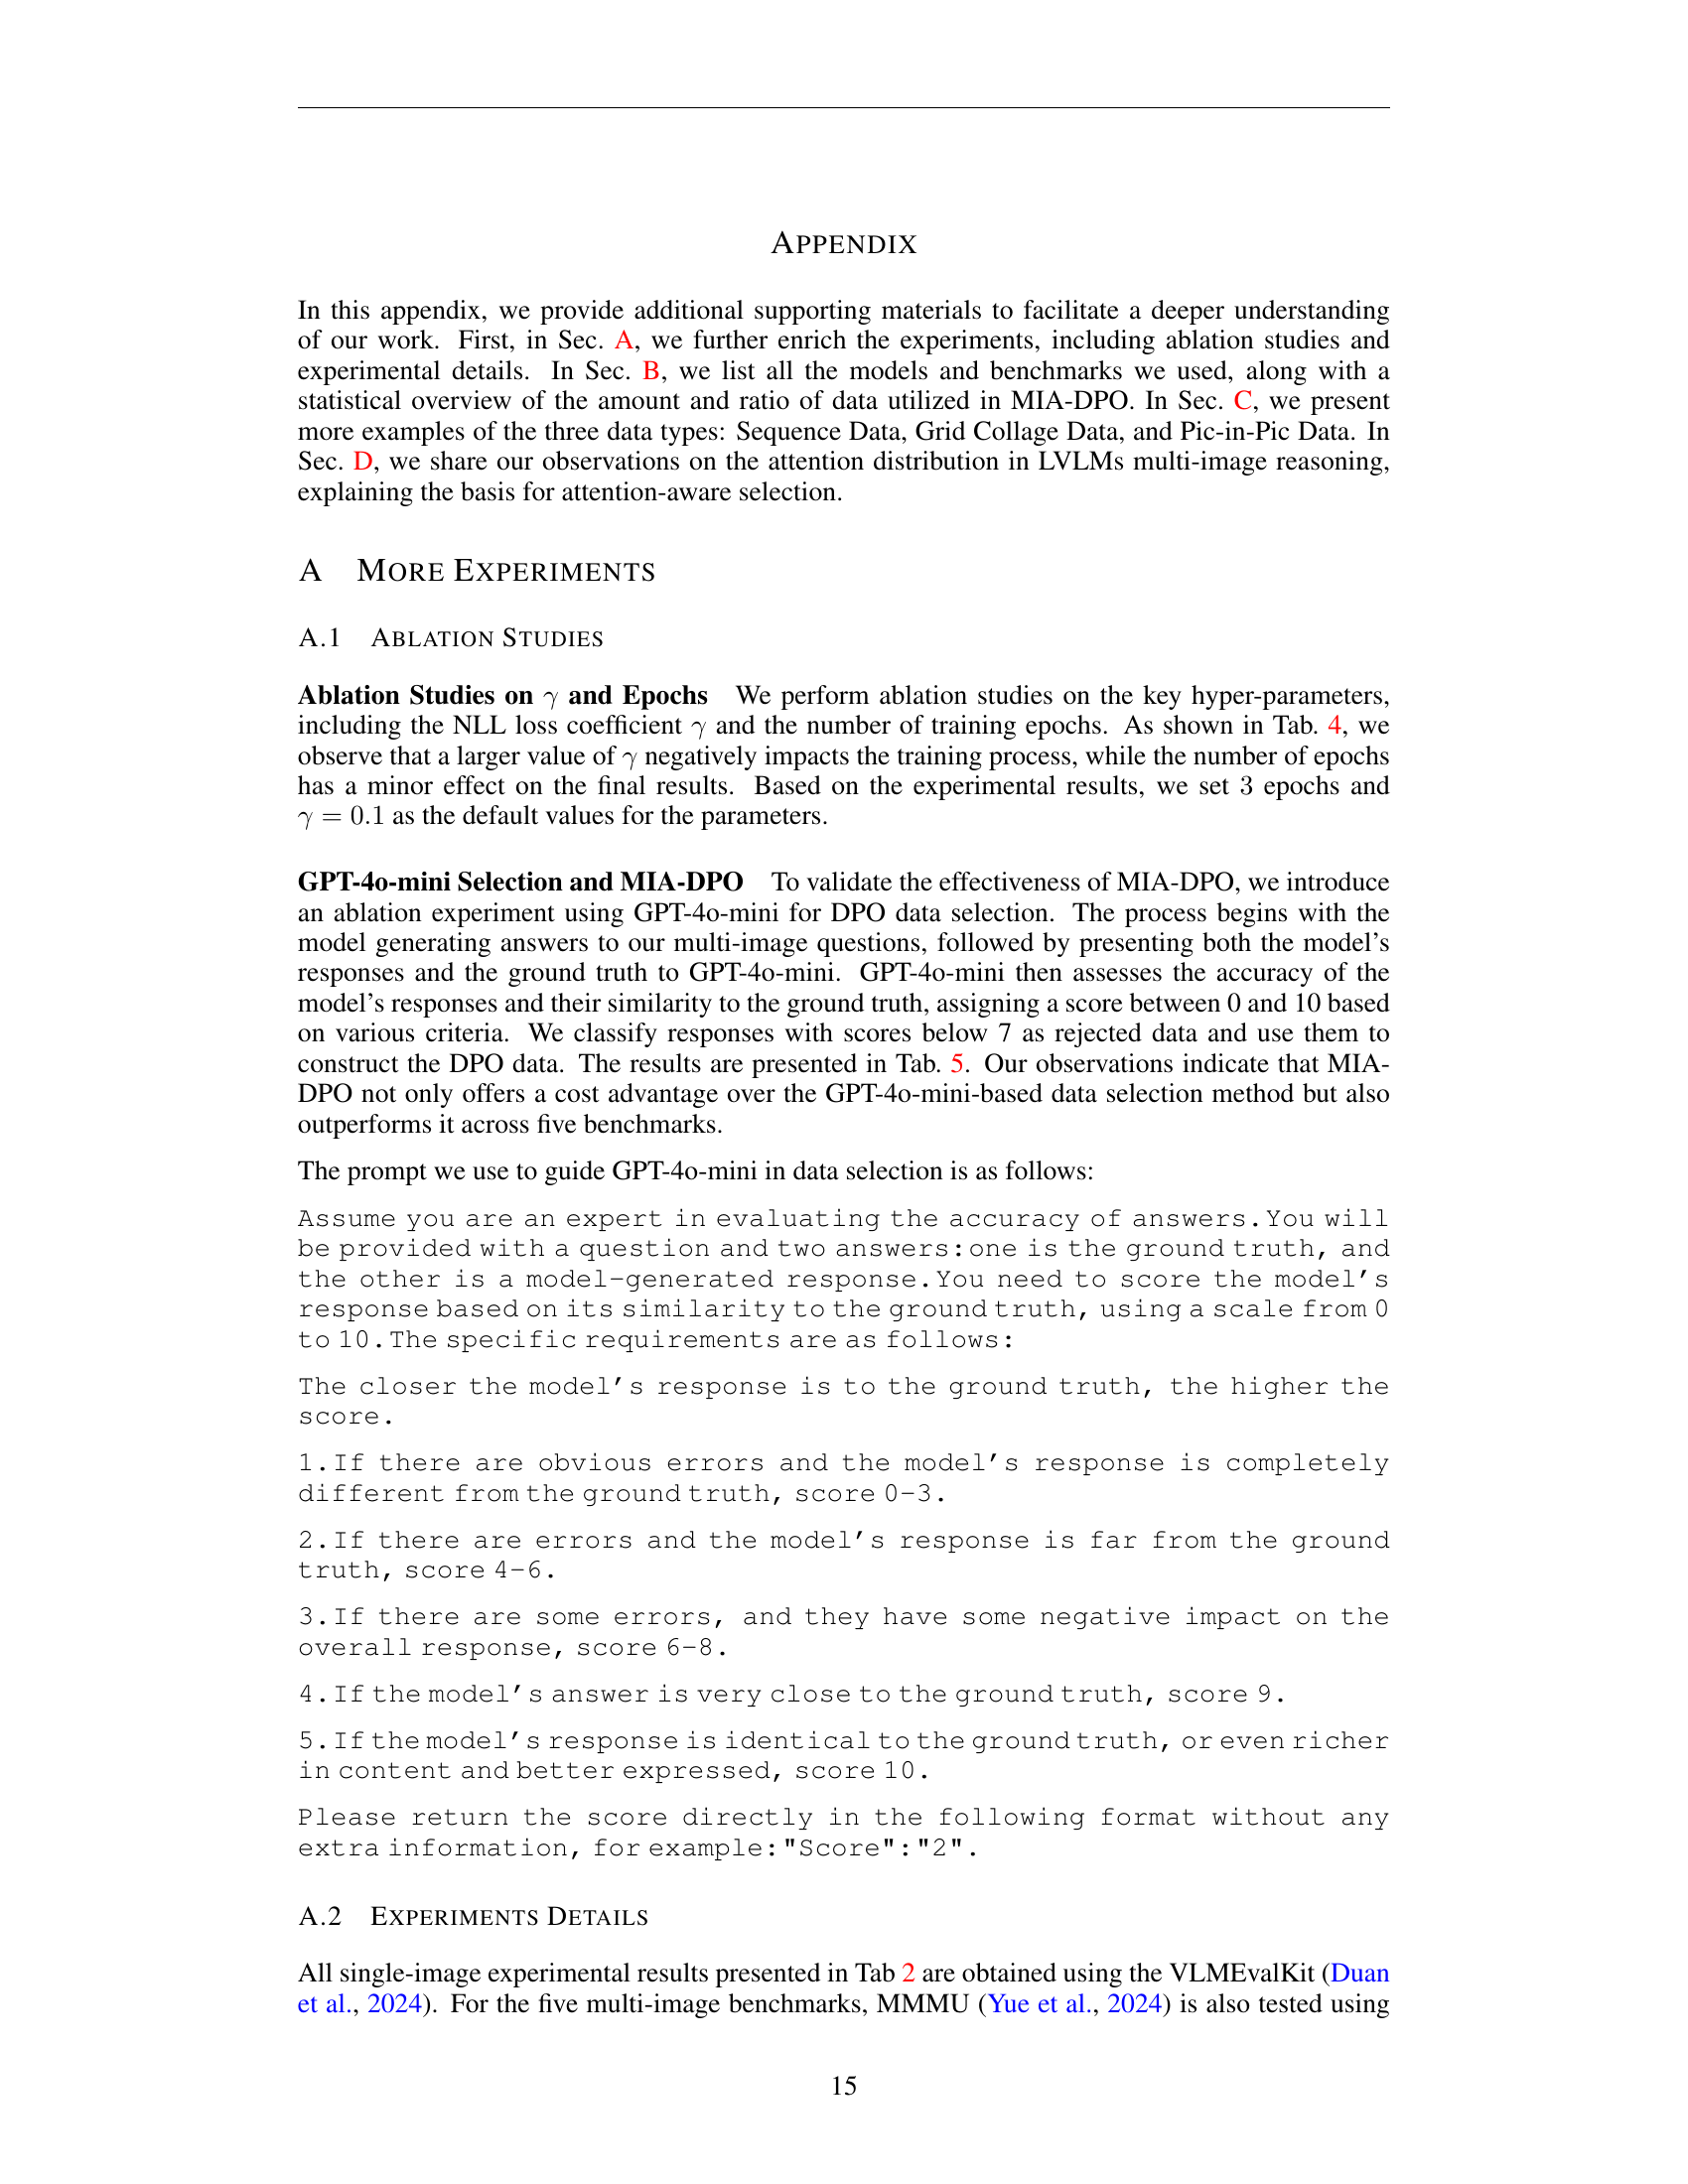 APPENDIX
In this appendix, we provide additional supporting materials to facilitate a deeper understanding
of our work. First, in Sec. A, we further enrich the experiments, including ablation studies and
experimental details. In Sec. B, we list all the models and benchmarks we used, along with a
statistical overview of the amount and ratio of data utilized in MIA-DPO. In Sec. C, we present
more examples of the three data types: Sequence Data, Grid Collage Data, and Pic-in-Pic Data. In
Sec. D, we share our observations on the attention distribution in LVLMs multi-image reasoning,
explaining the basis for attention-aware selection.
A MORE EXPERIMENTS
A.1 ABLATION STUDIES
Ablation Studies on γ and Epochs We perform ablation studies on the key hyper-parameters,
including the NLL loss coefficient γ and the number of training epochs. As shown in Tab. 4, we
observe that a larger value of γ negatively impacts the training process, while the number of epochs
has a minor effect on the final results. Based on the experimental results, we set 3 epochs and
γ = 0.1 as the default values for the parameters.
GPT-4o-mini Selection and MIA-DPO To validate the effectiveness of MIA-DPO, we introduce
an ablation experiment using GPT-4o-mini for DPO data selection. The process begins with the
model generating answers to our multi-image questions, followed by presenting both the model's
responses and the ground truth to GPT-4o-mini. GPT-4o-mini then assesses the accuracy of the
model's responses and their similarity to the ground truth, assigning a score between 0 and 10 based
on various criteria. We classify responses with scores below 7 as rejected data and use them to
construct the DPO data. The results are presented in Tab. 5. Our observations indicate that MIA-
DPO not only offers a cost advantage over the GPT-4o-mini-based data selection method but also
outperforms it across five benchmarks.
The prompt we use to guide GPT-4o-mini in data selection is as follows:
Assume you are an expert in evaluating the accuracy of answers.You will
be provided with a question and two answers:one is the ground truth, and
the other is a model-generated response.You need to score the model's
response based on its similarity to the ground truth, using a scale from 0
to 10.The specific requirements are as follows:
The closer the model's response is to the ground truth, the higher the
score.
1.If there are obvious errors and the model's response is completely
different from the ground truth, score 0-3.
2.If there are errors and the model's response is far from the ground
truth, score 4-6.
3.If there are some errors, and they have some negative impact on the
overall response, score 6-8.
4.If the model's answer is very close to the ground truth, score 9.
5.If the model's response is identical to the ground truth, or even richer
in content and better expressed, score 10.
Please return the score directly in the following format without any
extra information, for example:"Score":"2".
A.2 EXPERIMENTS DETAILS
All single-image experimental results presented in Tab 2 are obtained using the VLMEvalKit (Duan
et al., 2024). For the five multi-image benchmarks, MMMU (Yue et al., 2024) is also tested using
15